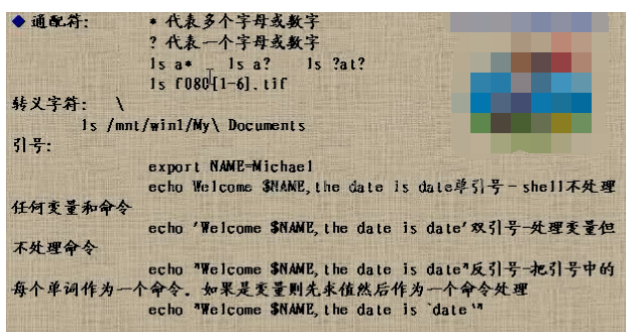 ◆ 通配符: * 代表多个字母或数字
? 代表一个字母或数字
ls a* ls a? ls ?at?
ls f080[1-6].tif
转义字符: \
ls /mnt/win1/My\ Documents
引号:
export NAME=Michael
echo Welcome $NAME,the date is date单引号-shell不处理
任何变量和命令
echo 'Welcome $NAME,the date is date'双引号-处理变量但
不处理命令
echo "Welcome $NAME,the date is date"反引号-把引号中的
每个单词作为一个命令. 如果是变量则先求值然后作为一个命令处理
echo "Welcome $NAME,the date is `date`"